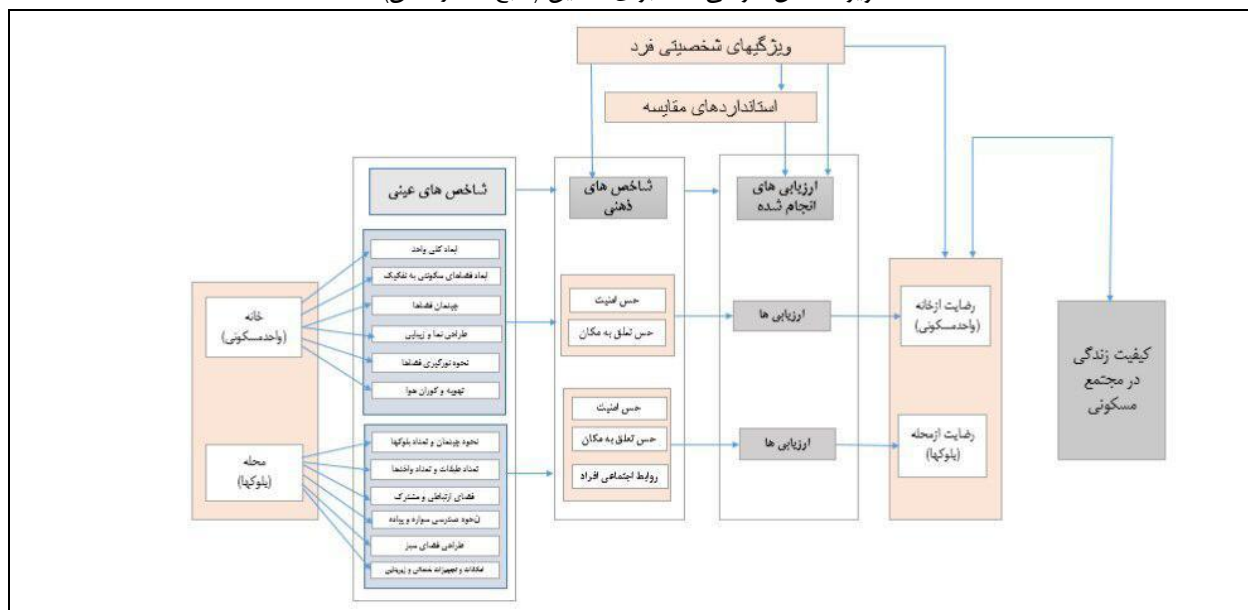 ویژگیهای شخصیتی فرد
استانداردهای مقایسه
شاخص های عینی
شاخص های
ذهنی
ارزیابی های
انجام شده
خانه
(واحدمسکونی)
ابعاد کلی واحد
ابعاد فضاهای سکونتی به تفکیک
چیدمان فضاها
طراحی نما و زیبایی
نحوه نورگیری فضاها
تهویه و کوران هوا
حس امنیت
حس تعلق به مکان
ارزیابی ها
رضایت ازخانه
(واحدمسکونی)
محله
(بلوکها)
نحوه چیدمان و تعداد بلوکها
تعداد طبقات و تعداد واحدها
فضای ارتباطی و مشترک
نحوه دسترسی سواره و پیاده
طراحی فضای سبز
امکانات و تجهیزات خدماتی و زیربنایی
حس امنیت
حس تعلق به مکان
روابط اجتماعی افراد
ارزیابی ها
رضایت ازمحله
(بلوکها)
کیفیت زندگی
در مجتمع
مسکونی